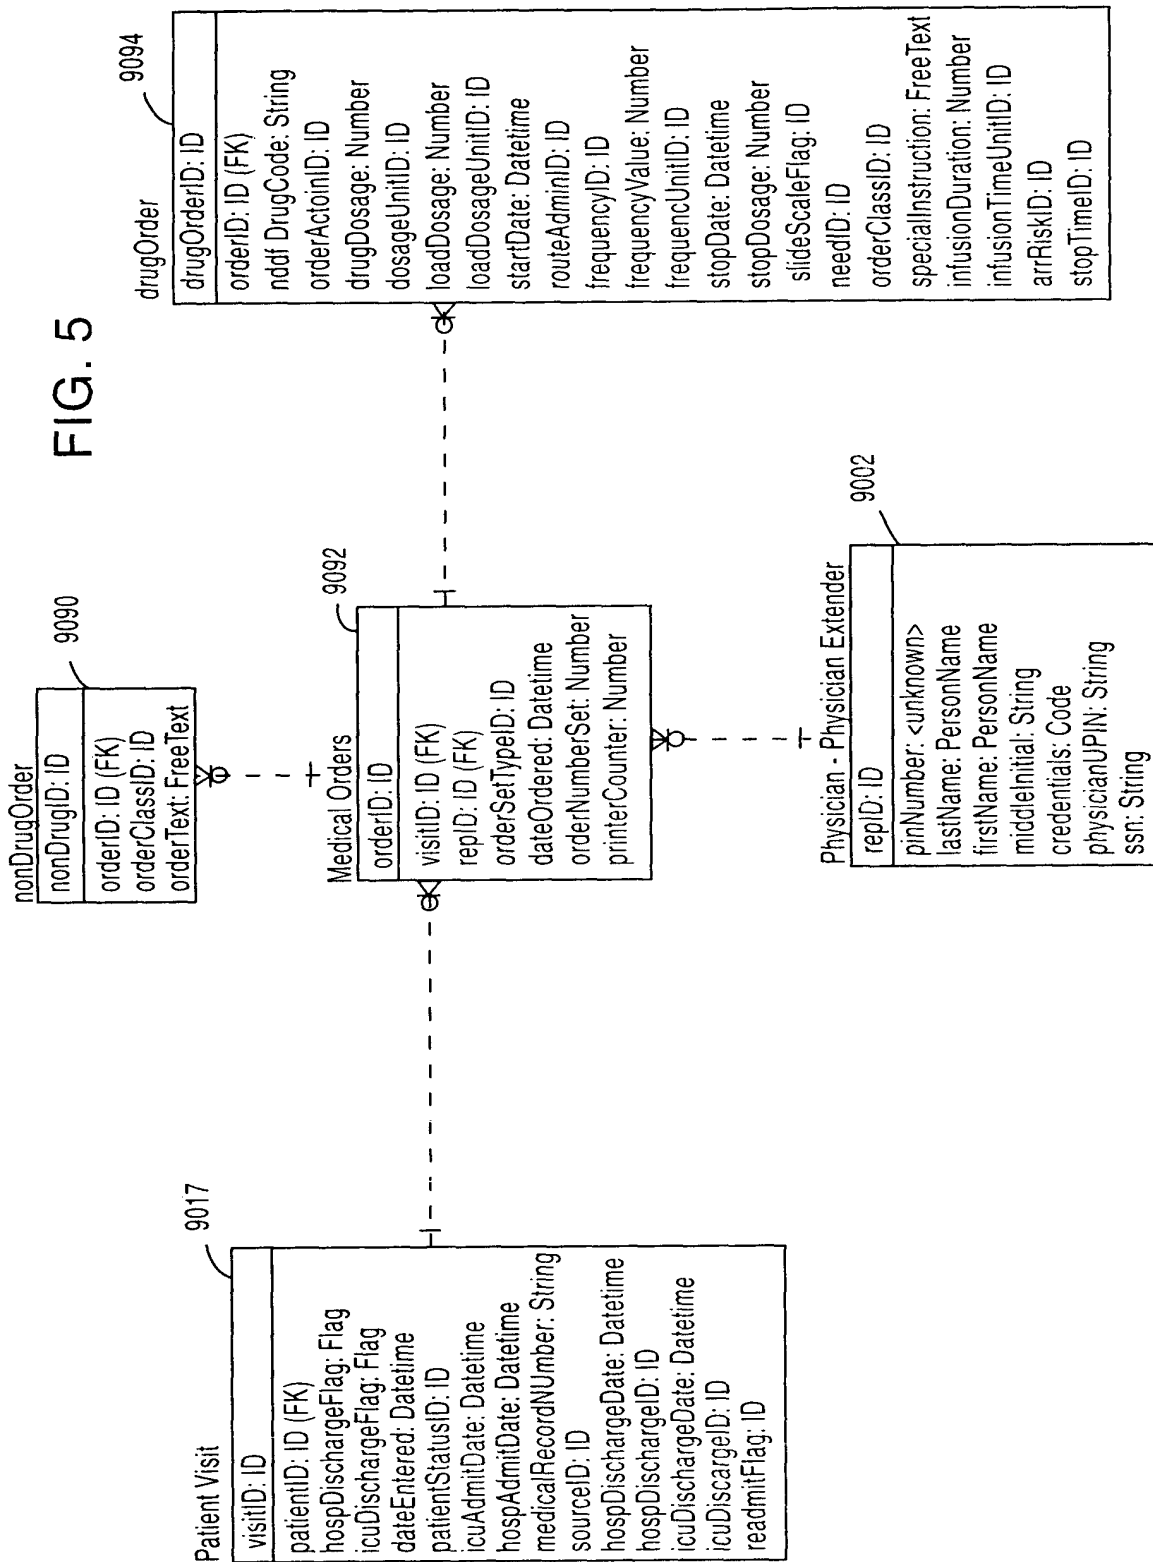 FIG. 5
Patient Visit
9017
visitID: ID
patientID: ID (FK)
hospDischargeFlag: Flag
icuDischargeFlag: Flag
dateEntered: Datetime
patientStatusID: ID
icuAdmitDate: Datetime
hospAdmitDate: Datetime
medicalRecordNUmber: String
sourceID: ID
hospDischargeDate: Datetime
hospDischargeID: ID
icuDischargeDate: Datetime
icuDiscargeID: ID
readmitFlag: ID
nonDrugOrder
9090
nonDrugID: ID
orderID: ID (FK)
orderClassID: ID
orderText: FreeText
Medical Orders
9092
orderID: ID
visitID: ID (FK)
repID: ID (FK)
orderSetTypeID: ID
dateOrdered: Datetime
orderNumberSet: Number
printerCounter: Number
Physician - Physician Extender
9002
repID: ID
pinNumber: <unknown>
lastName: PersonName
firstName: PersonName
middleInitial: String
credentials: Code
physicianUPIN: String
ssn: String
drugOrder
9094
drugOrderID: ID
orderID: ID (FK)
nddf DrugCode: String
orderActoinID: ID
drugDosage: Number
dosageUnitID: ID
loadDosage: Number
loadDosageUnitID: ID
startDate: Datetime
routeAdminID: ID
frequencyID: ID
frequencyValue: Number
frequencUnitID: ID
stopDate: Datetime
stopDosage: Number
slideScaleFlag: ID
needID: ID
orderClassID: ID
specialInstruction: FreeText
infusionDuration: Number
infusionTimeUnitID: ID
arrRiskID: ID
stopTimeID: ID